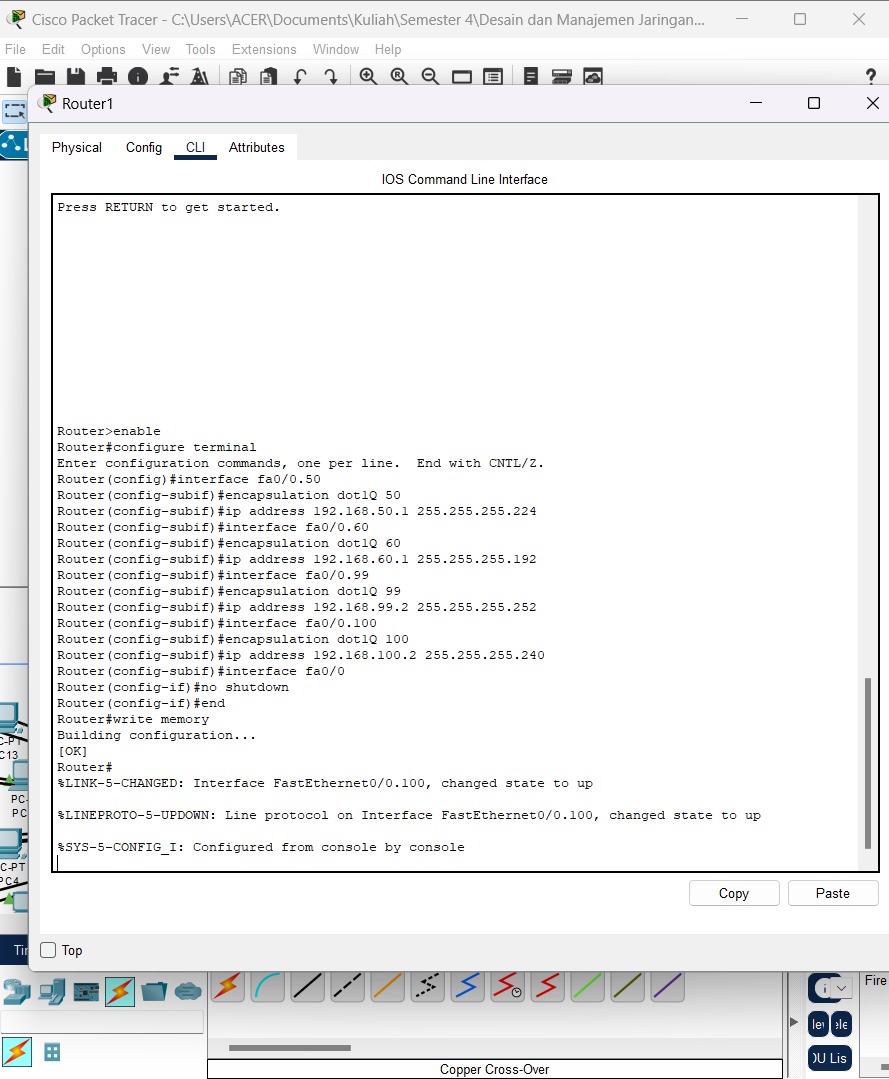 Cisco Packet Tracer - C:\Users\ACER\Documents\Kuliah\Semester 4\Desain dan Manajemen Jaringan...
File Edit Options View Tools Extensions Window Help
Router1
Physical Config CLI Attributes
IOS Command Line Interface
Press RETURN to get started.
Router>enable
Router#configure terminal
Enter configuration commands, one per line.  End with CNTL/Z.
Router(config)#interface fa0/0.50
Router(config-subif)#encapsulation dot1Q 50
Router(config-subif)#ip address 192.168.50.1 255.255.255.224
Router(config-subif)#interface fa0/0.60
Router(config-subif)#encapsulation dot1Q 60
Router(config-subif)#ip address 192.168.60.1 255.255.255.192
Router(config-subif)#interface fa0/0.99
Router(config-subif)#encapsulation dot1Q 99
Router(config-subif)#ip address 192.168.99.2 255.255.255.252
Router(config-subif)#interface fa0/0.100
Router(config-subif)#encapsulation dot1Q 100
Router(config-subif)#ip address 192.168.100.2 255.255.255.240
Router(config-subif)#interface fa0/0
Router(config-if)#no shutdown
Router(config-if)#end
Router#write memory
Building configuration...
[OK]
Router#
%LINK-5-CHANGED: Interface FastEthernet0/0.100, changed state to up
%LINEPROTO-5-UPDOWN: Line protocol on Interface FastEthernet0/0.100, changed state to up
%SYS-5-CONFIG_I: Configured from console by console
C-PT
C13
PC-
PC
C-PT
PC4
Copy Paste
Tir
Top
Fire
Copper Cross-Over